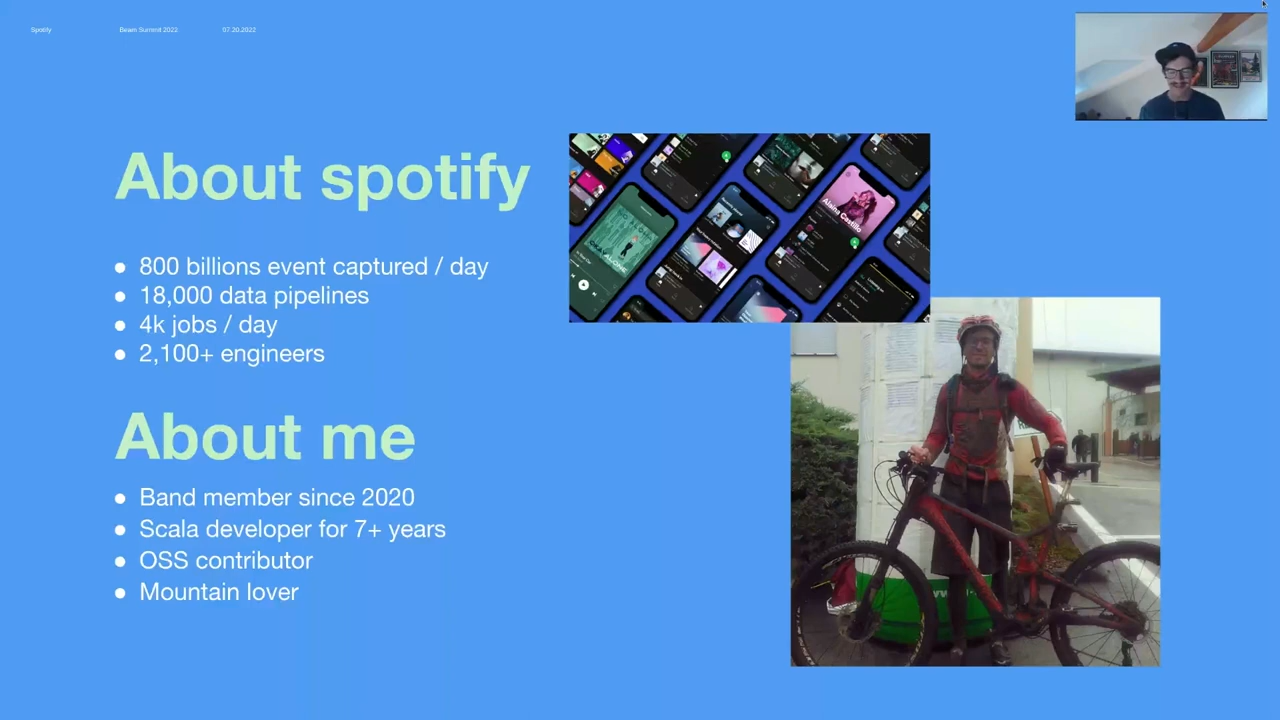 Spotify Beam Summit 2022 07.20.2022
About spotify
800 billions event captured / day
18,000 data pipelines
4k jobs / day
2,100+ engineers
Alaina Castillo
About me
Band member since 2020
Scala developer for 7+ years
OSS contributor
Mountain lover